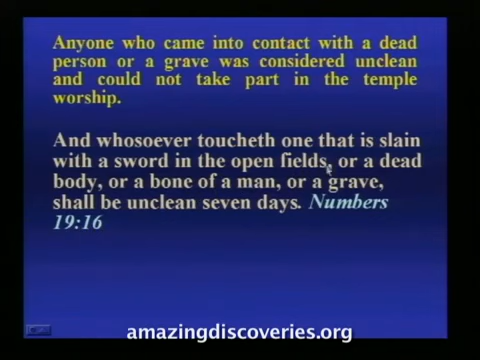 Anyone who came into contact with a dead
person or a grave was considered unclean
and could not take part in the temple
worship.
And whosoever toucheth one that is slain
with a sword in the open fields, or a dead
body, or a bone of a man, or a grave,
shall be unclean seven days. Numbers
19:16
amazingdiscoveries.org